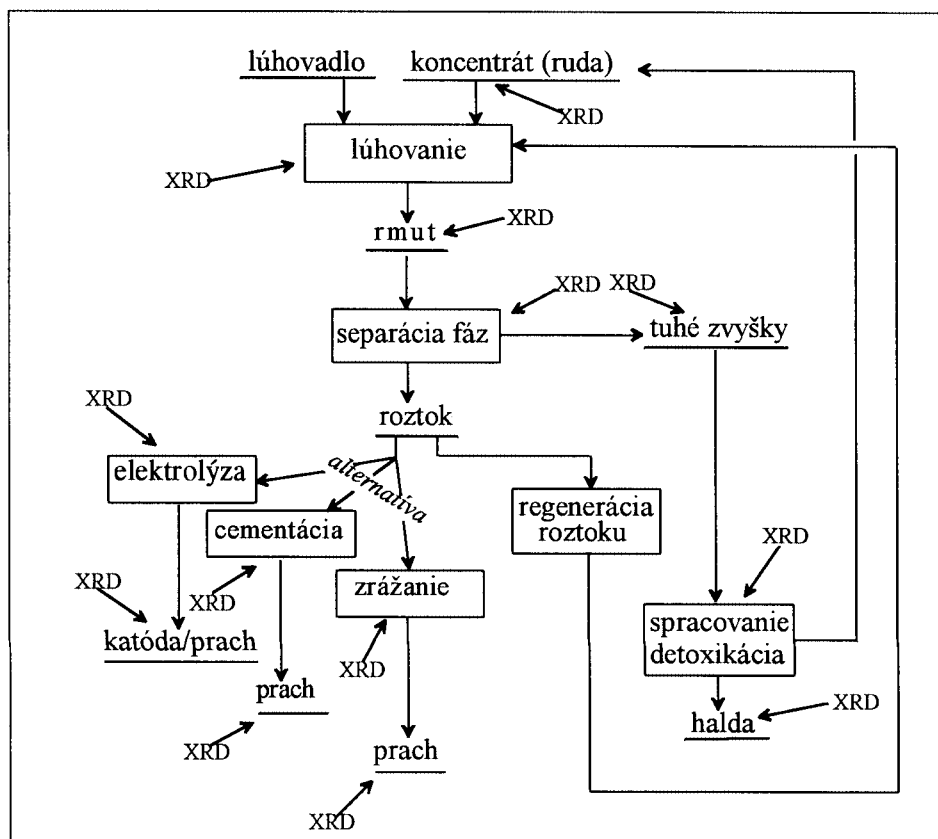 lúhovadlo
koncentrát (ruda)
XRD
lúhovanie
XRD
XRD
rmut
XRD XRD
separácia fáz
tuhé zvyšky
XRD
roztok
elektrolýza
alternatíva
regenerácia
roztoku
cementácia
XRD
XRD
XRD
zrážanie
katóda/prach
spracovanie
detoxikácia
XRD
prach
XRD
halda
XRD
prach
XRD